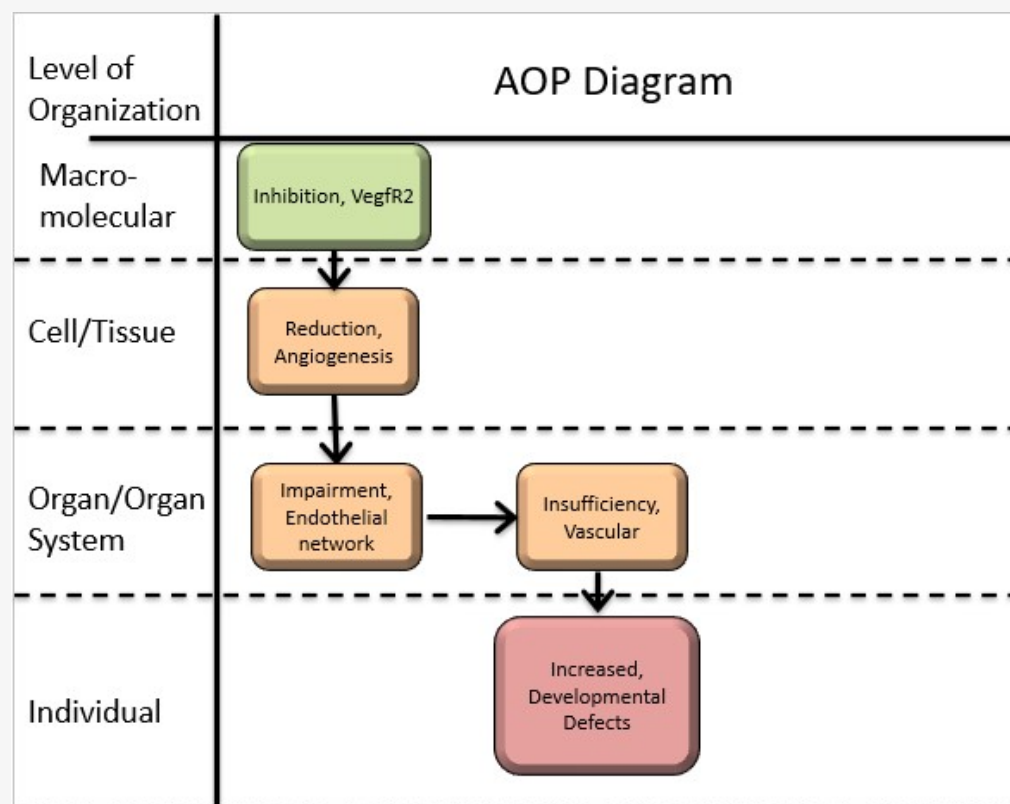 Level of
Organization
AOP Diagram
Macro-
molecular
Inhibition, VegfR2
Cell/Tissue
Reduction,
Angiogenesis
Organ/Organ
System
Impairment,
Endothelial
network
Insufficiency,
Vascular
Individual
Increased,
Developmental
Defects